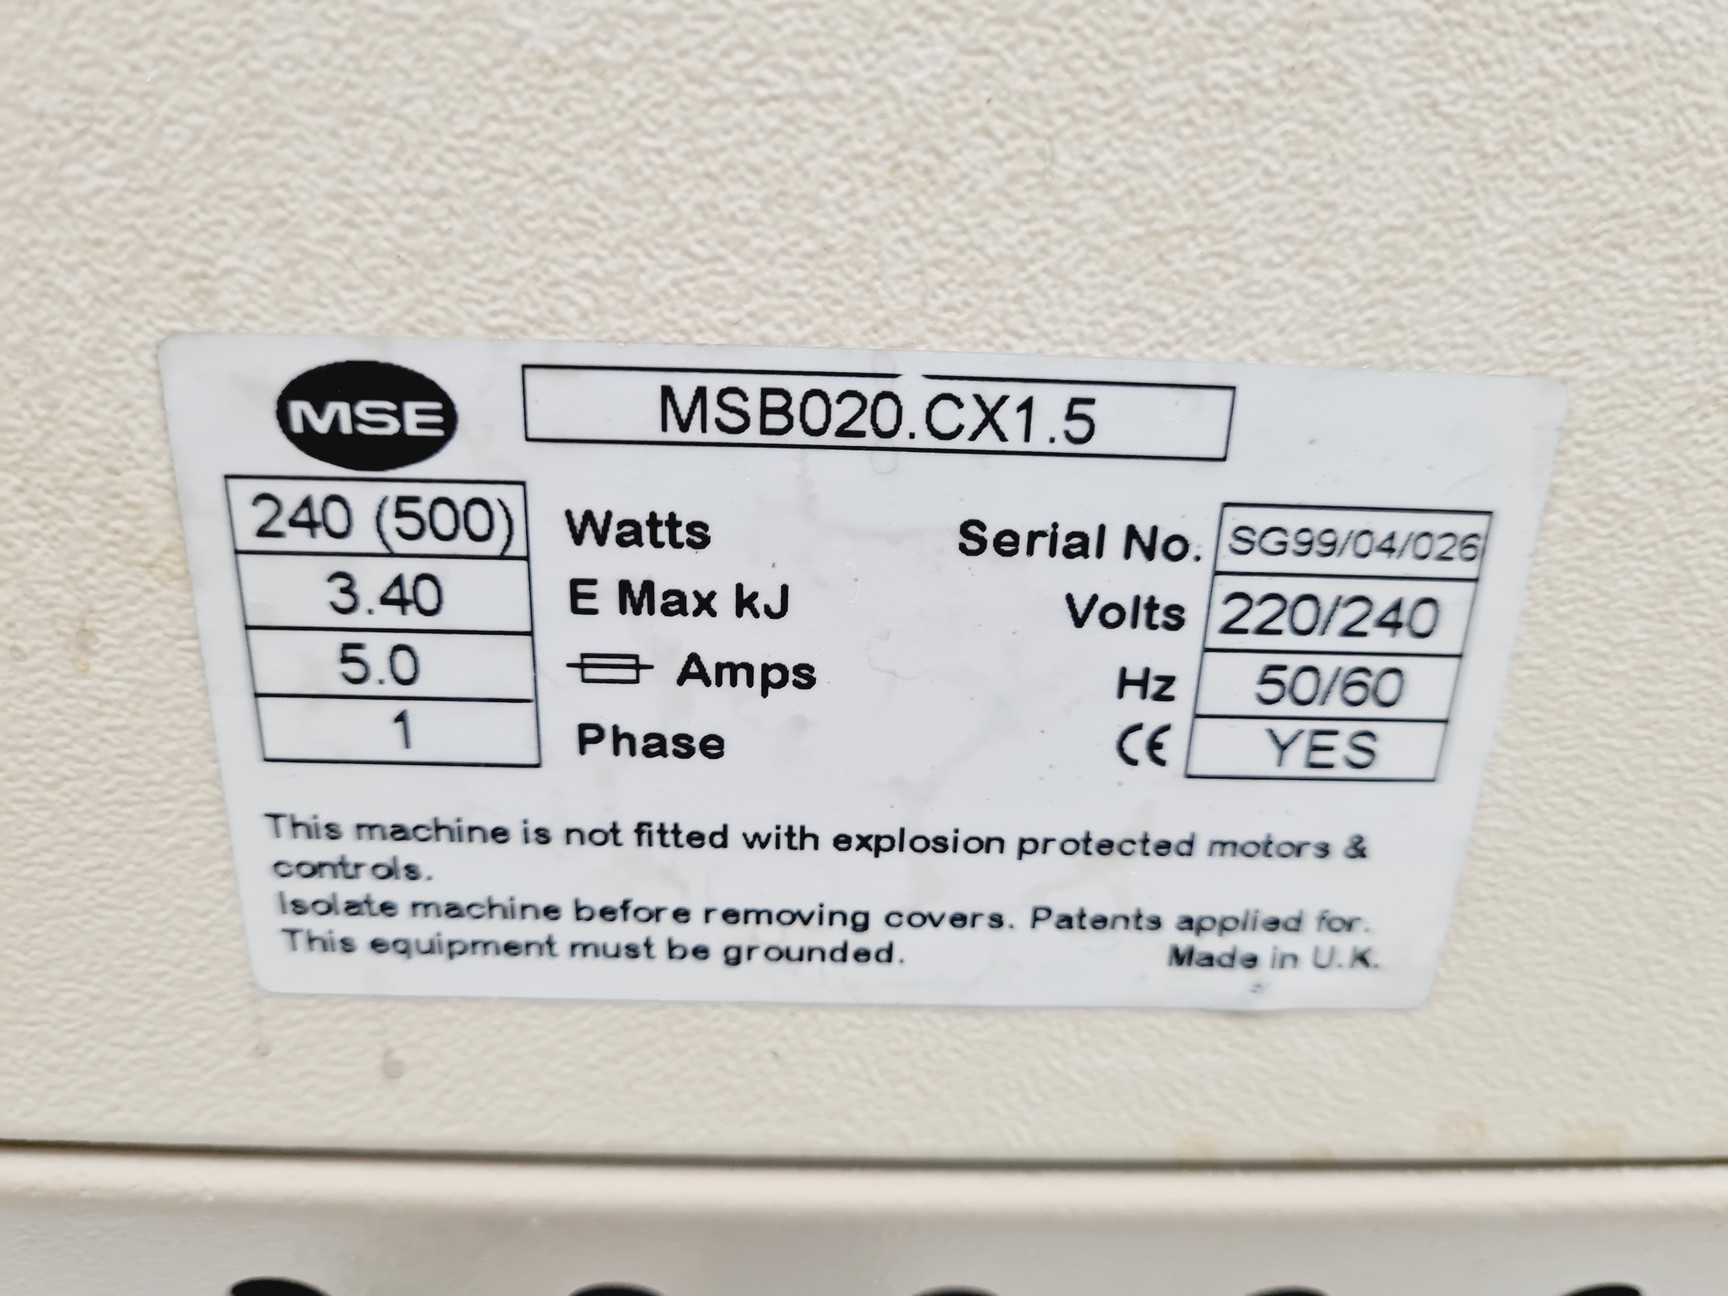 MSE MSB020.CX1.5
240 (500) Watts Serial No. SG99/04/026
3.40 E Max kJ Volts 220/240
5.0 Amps Hz 50/60
1 Phase CE YES
This machine is not fitted with explosion protected motors &
controls.
Isolate machine before removing covers. Patents applied for.
This equipment must be grounded. Made in U.K.